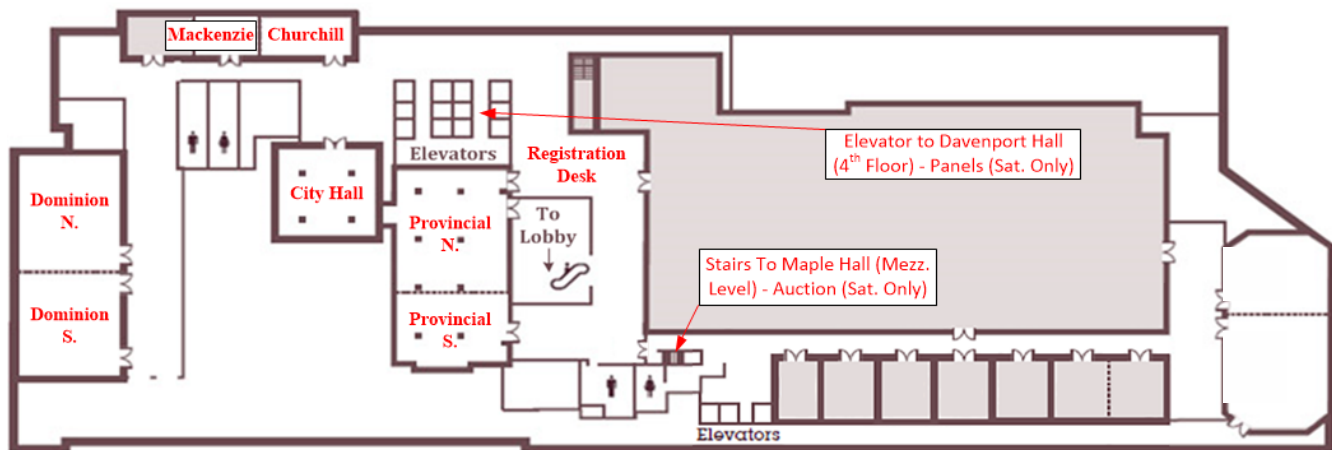 Mackenzie
Churchill
Elevator to Davenport Hall
(4th Floor) - Panels (Sat. Only)
Elevators
Registration
Desk
City Hall
Dominion
N.
Provincial
N.
To
Lobby
Stairs To Maple Hall (Mezz.
Level) - Auction (Sat. Only)
Dominion
S.
Provincial
S.
Elevators